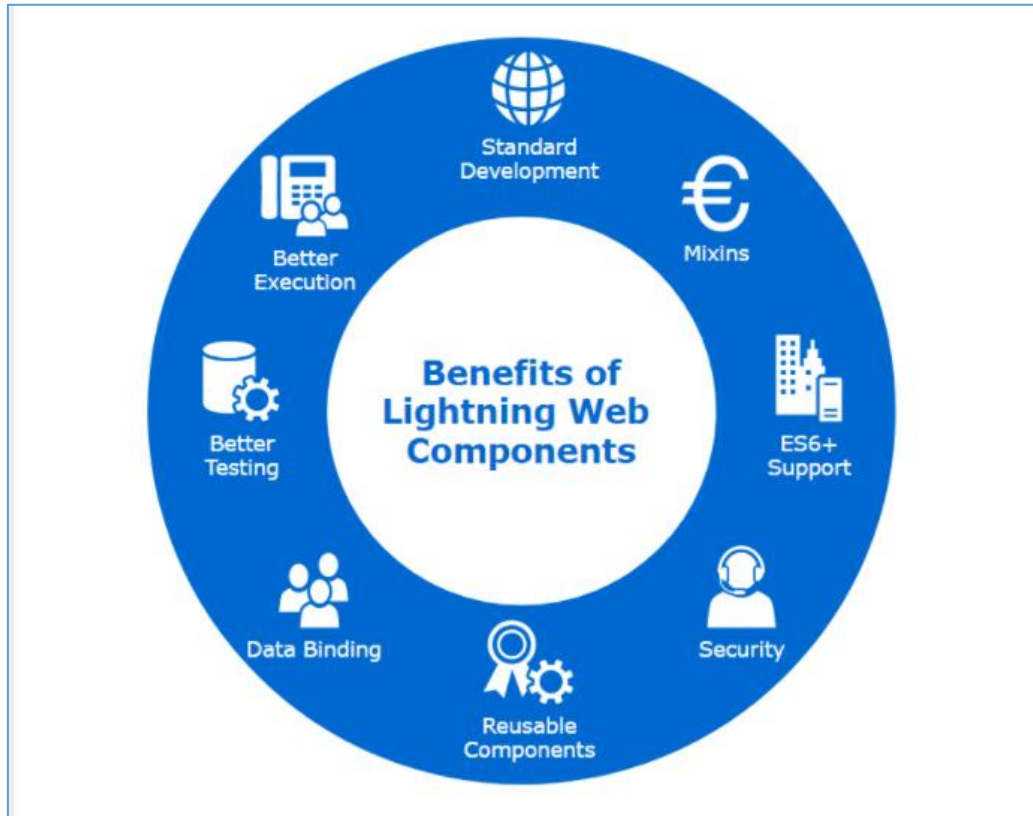 Benefits of
Lightning Web
Components
Standard
Development
Mixins
ES6+
Support
Security
Reusable
Components
Data Binding
Better
Testing
Better
Execution